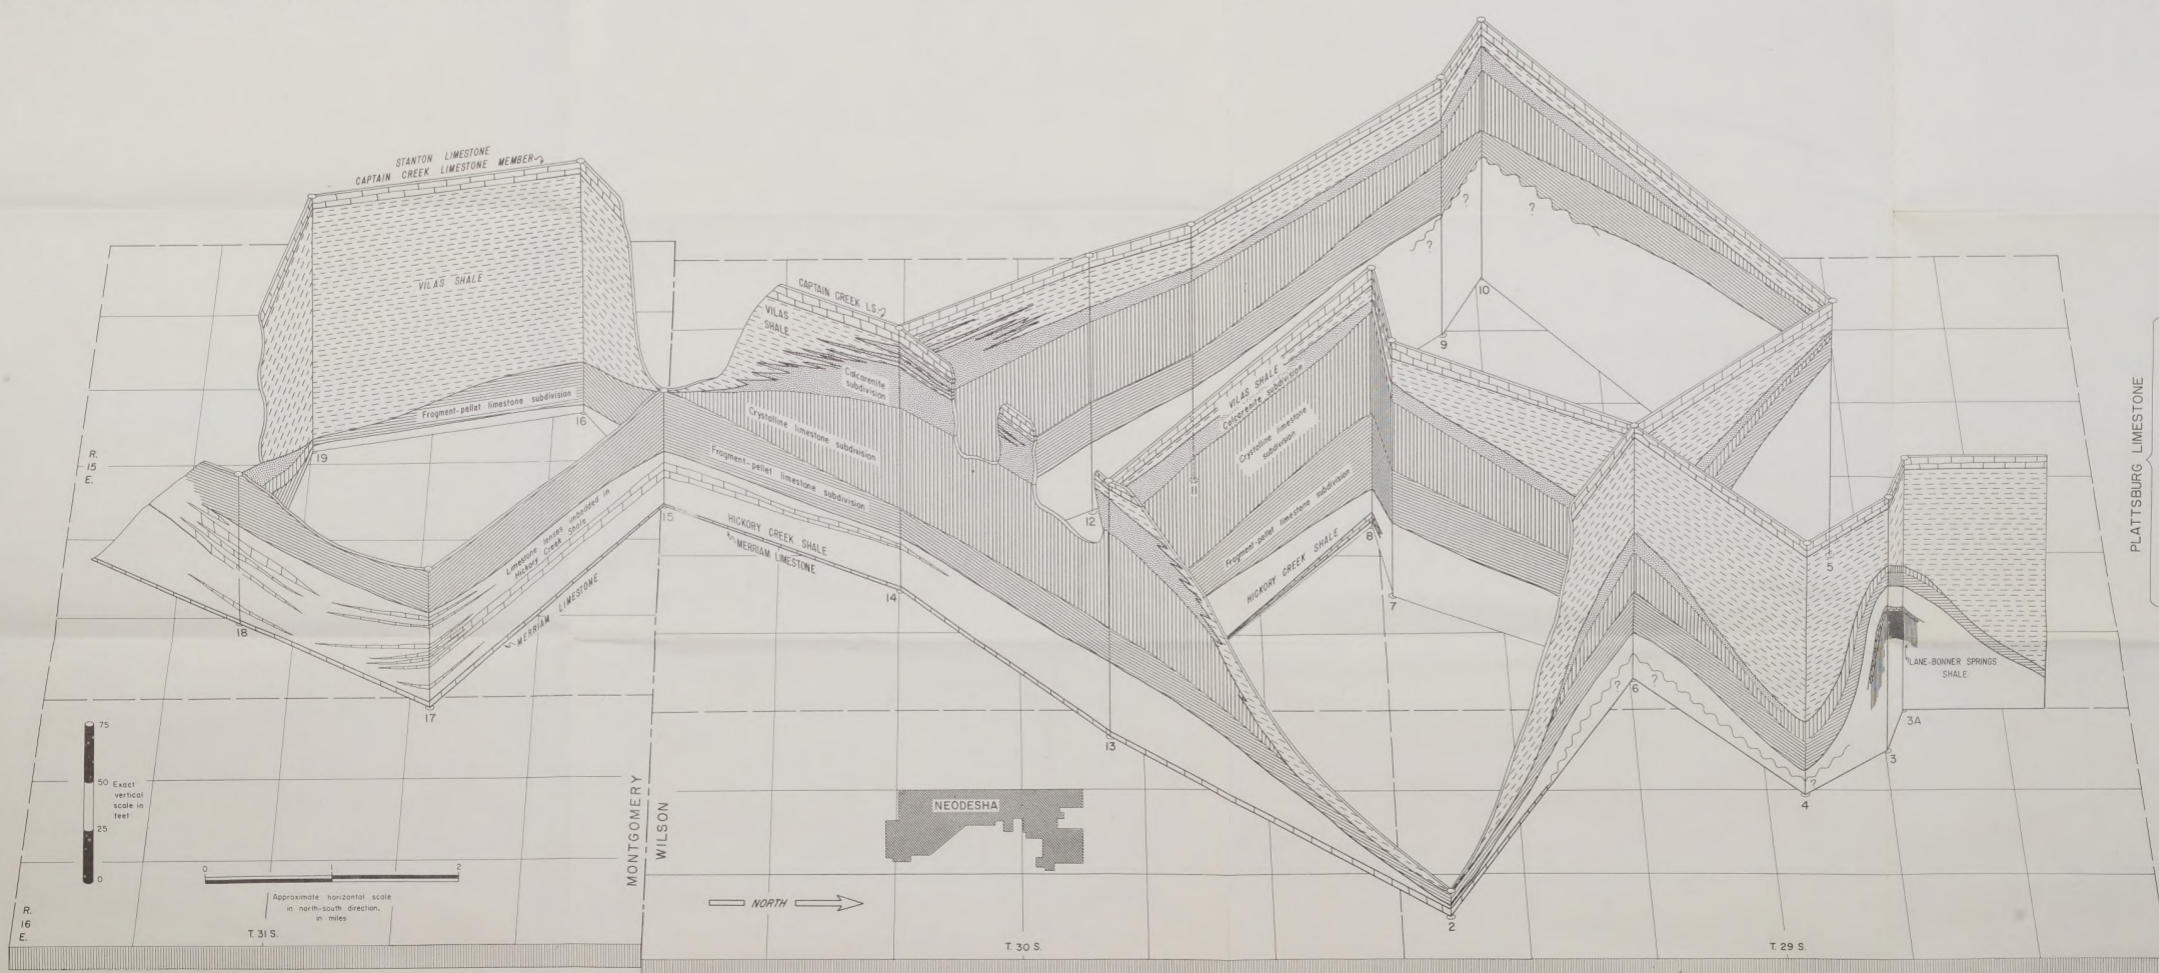 STANTON LIMESTONE
CAPTAIN CREEK LIMESTONE MEMBER
VILAS SHALE
Fragment-pellet limestone subdivision
16
19
R.
15
E.
18
17
Limestone lenses imbedded in
Hickory Creek Shale
MERRIAM LIMESTONE
15
CAPTAIN CREEK LS.
VILAS
SHALE
Calcarenite
subdivision
Crystalline limestone subdivision
Fragment-pellet limestone subdivision
HICKORY CREEK SHALE
MERRIAM LIMESTONE
14
13
12
11
VILAS SHALE
Calcarenite subdivision
Crystalline limestone
subdivision
Fragment-pellet limestone subdivision
HICKORY CREEK SHALE
8
7
?
?
?
10
9
5
?
?
6
?
4
3
3A
LANE-BONNER SPRINGS
SHALE
2
PLATTSBURG LIMESTONE
75
50
25
0
Exact
vertical
scale in
feet
0
1
2
Approximate horizontal scale
in north-south direction,
in miles
MONTGOMERY
WILSON
NEODESHA
NORTH
R.
16
E.
T. 31 S.
T. 30 S.
T. 29 S.